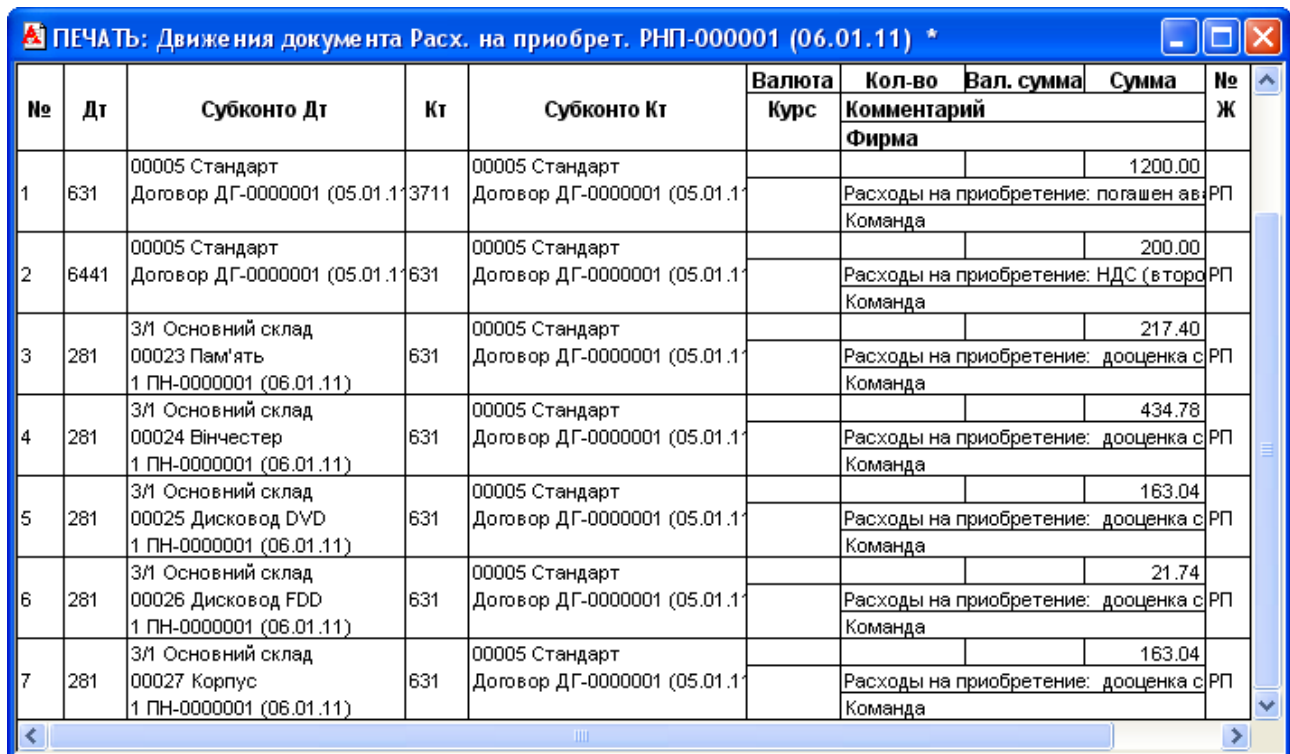 ПЕЧАТЬ: Движения документа Расх. на приобрет. РНП-000001 (06.01.11) *
№ Дт Субконто Дт Кт Субконто Кт Валюта Кол-во Вал. сумма Сумма №
Курс Комментарий Ж
Фирма
00005 Стандарт 00005 Стандарт 1200.00
1 631 Договор ДГ-0000001 (05.01.1 3711 Договор ДГ-0000001 (05.01.1 Расходы на приобретение: погашен ав РП
Команда
00005 Стандарт 00005 Стандарт 200.00
2 6441 Договор ДГ-0000001 (05.01.1 631 Договор ДГ-0000001 (05.01.1 Расходы на приобретение: НДС (второ РП
Команда
3/1 Основний склад 00005 Стандарт 217.40
3 281 00023 Пам'ять 631 Договор ДГ-0000001 (05.01.1 Расходы на приобретение: дооценка с РП
1 ПН-0000001 (06.01.11) Команда
3/1 Основний склад 00005 Стандарт 434.78
4 281 00024 Вінчестер 631 Договор ДГ-0000001 (05.01.1 Расходы на приобретение: дооценка с РП
1 ПН-0000001 (06.01.11) Команда
3/1 Основний склад 00005 Стандарт 163.04
5 281 00025 Дисковод DVD 631 Договор ДГ-0000001 (05.01.1 Расходы на приобретение: дооценка с РП
1 ПН-0000001 (06.01.11) Команда
3/1 Основний склад 00005 Стандарт 21.74
6 281 00026 Дисковод FDD 631 Договор ДГ-0000001 (05.01.1 Расходы на приобретение: дооценка с РП
1 ПН-0000001 (06.01.11) Команда
3/1 Основний склад 00005 Стандарт 163.04
7 281 00027 Корпус 631 Договор ДГ-0000001 (05.01.1 Расходы на приобретение: дооценка с РП
1 ПН-0000001 (06.01.11) Команда